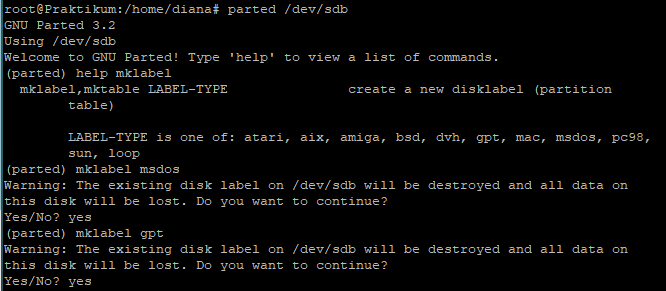 root@Praktikum:/home/diana# parted /dev/sdb
GNU Parted 3.2
Using /dev/sdb
Welcome to GNU Parted! Type 'help' to view a list of commands.
(parted) help mklabel
  mklabel,mktable LABEL-TYPE               create a new disklabel (partition
        table)

        LABEL-TYPE is one of: atari, aix, amiga, bsd, dvh, gpt, mac, msdos, pc98,
        sun, loop
(parted) mklabel msdos
Warning: The existing disk label on /dev/sdb will be destroyed and all data on
this disk will be lost. Do you want to continue?
Yes/No? yes
(parted) mklabel gpt
Warning: The existing disk label on /dev/sdb will be destroyed and all data on
this disk will be lost. Do you want to continue?
Yes/No? yes